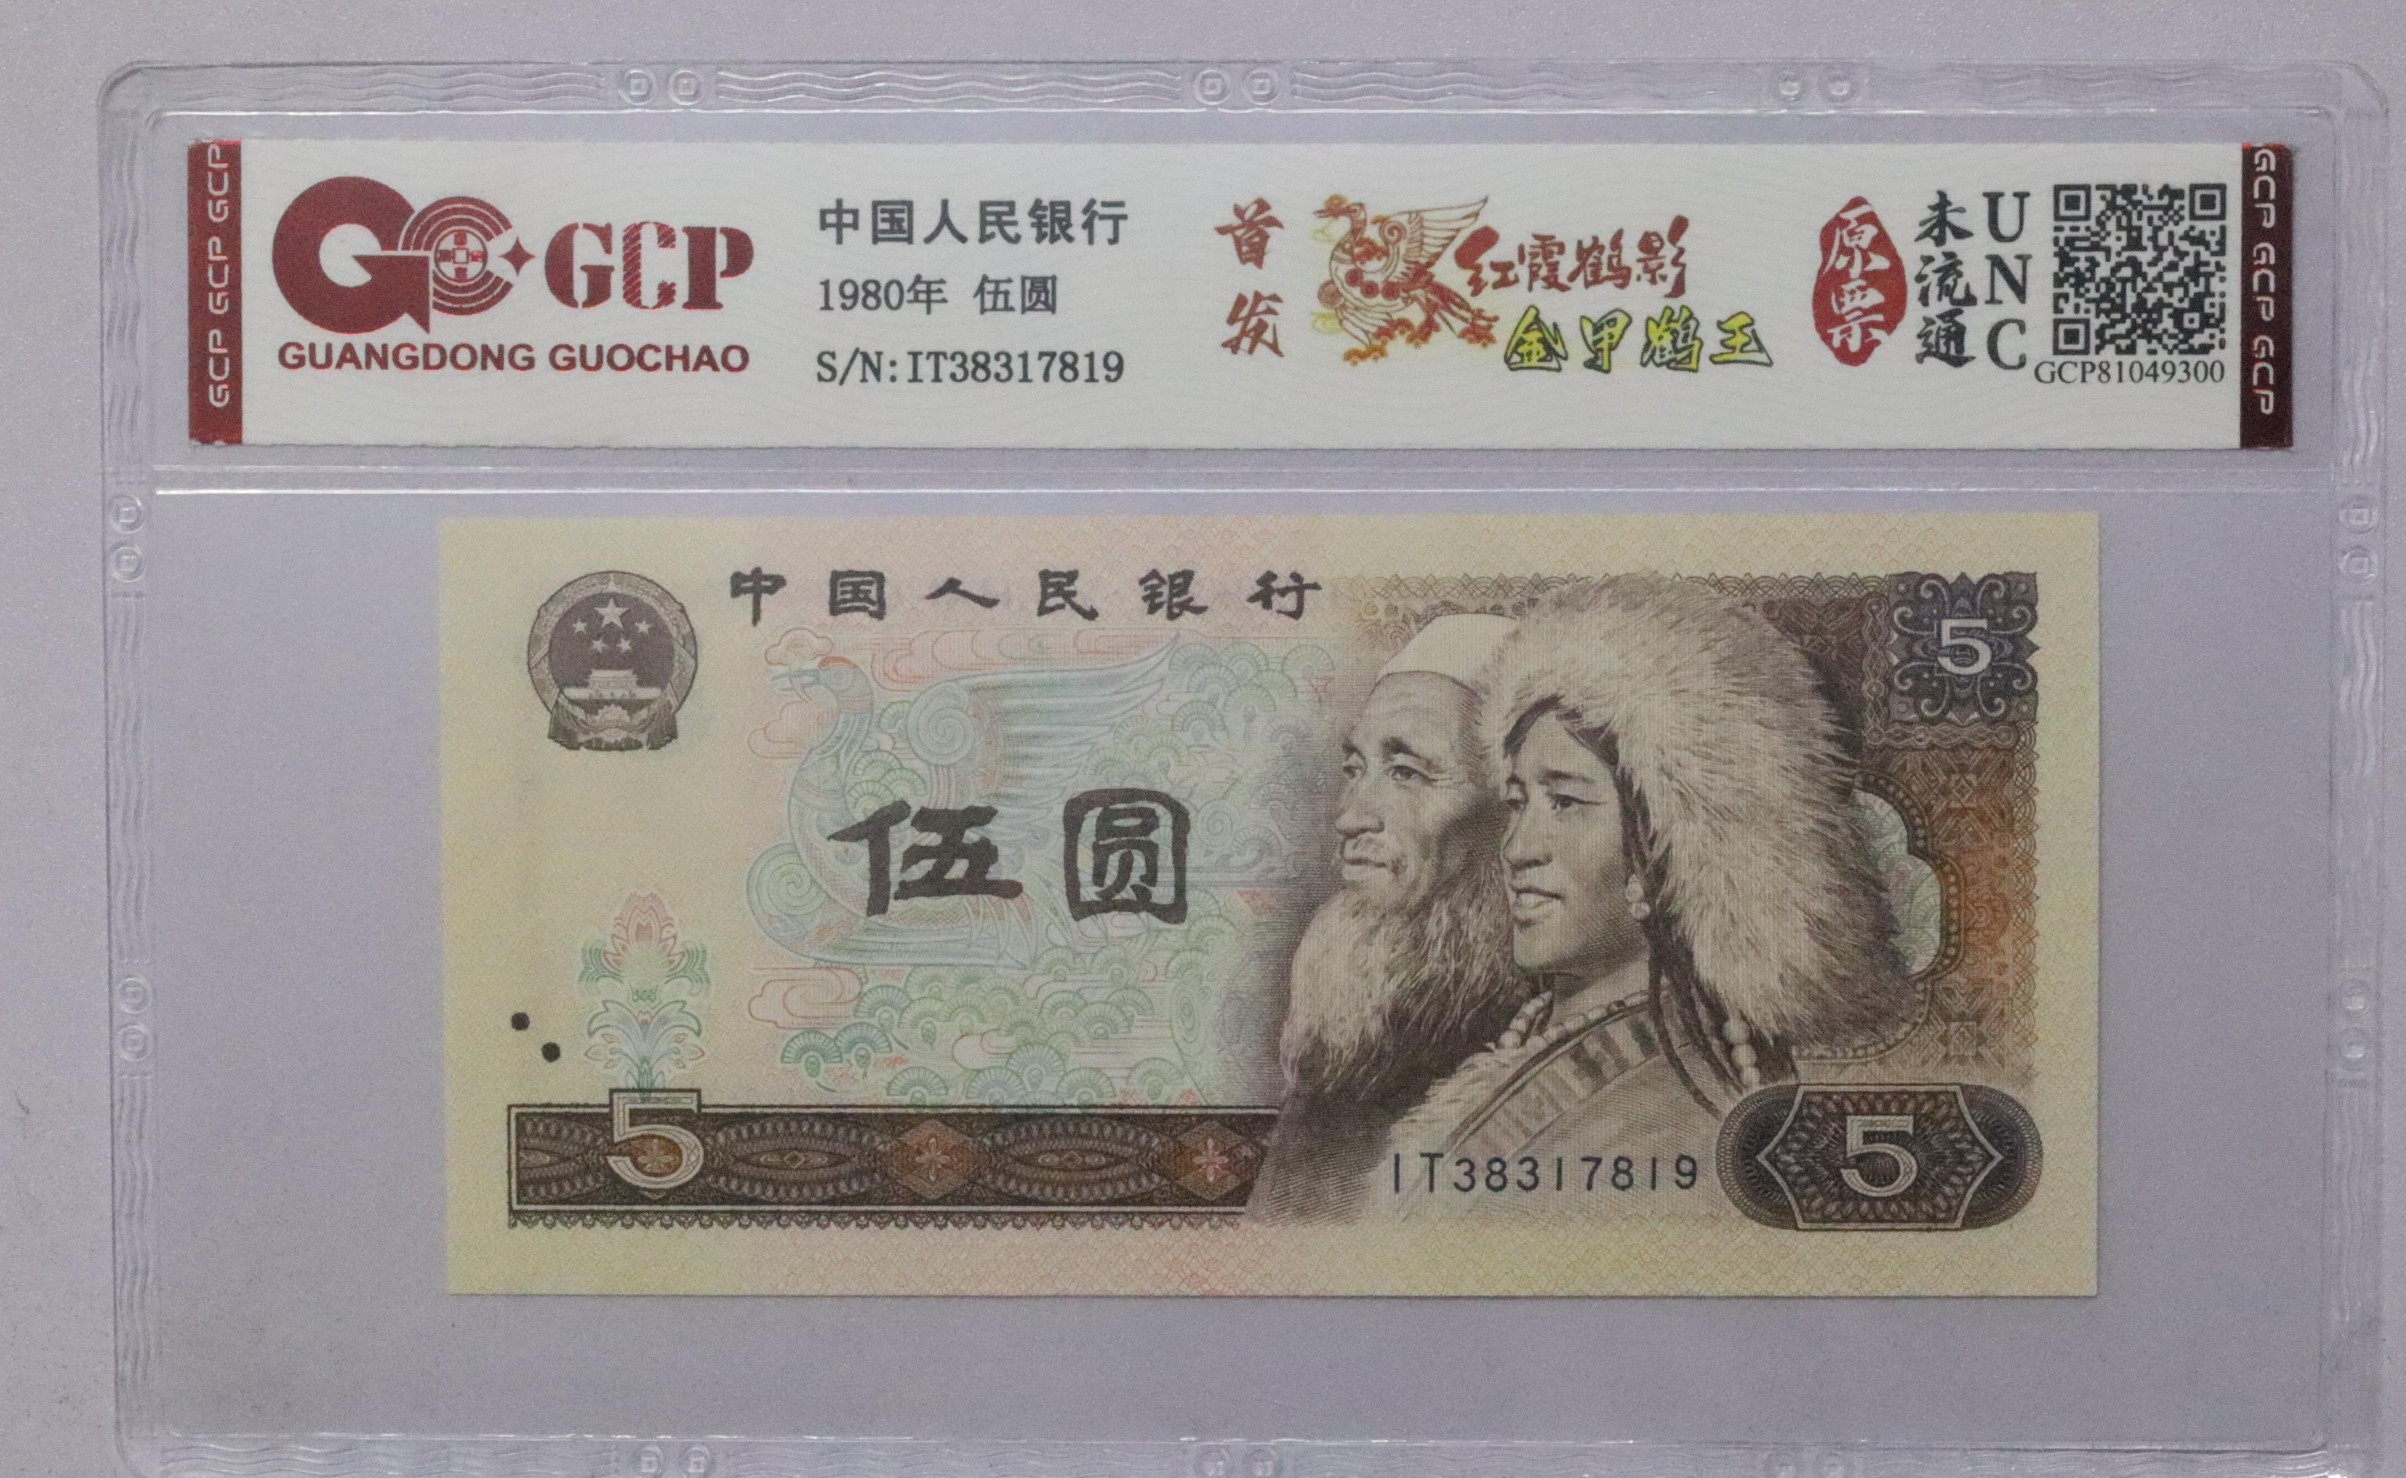 GCP GCP GCP
GCP
GUANGDONG GUOCHAO
中国人民银行
1980年 伍圆
S/N:IT38317819
首发
红霞鹤影
金甲鹤王
原票
未流通
UNC
GCP81049300
GCP GCP GCP
中国人民银行
5
伍圆
5
IT38317819
5